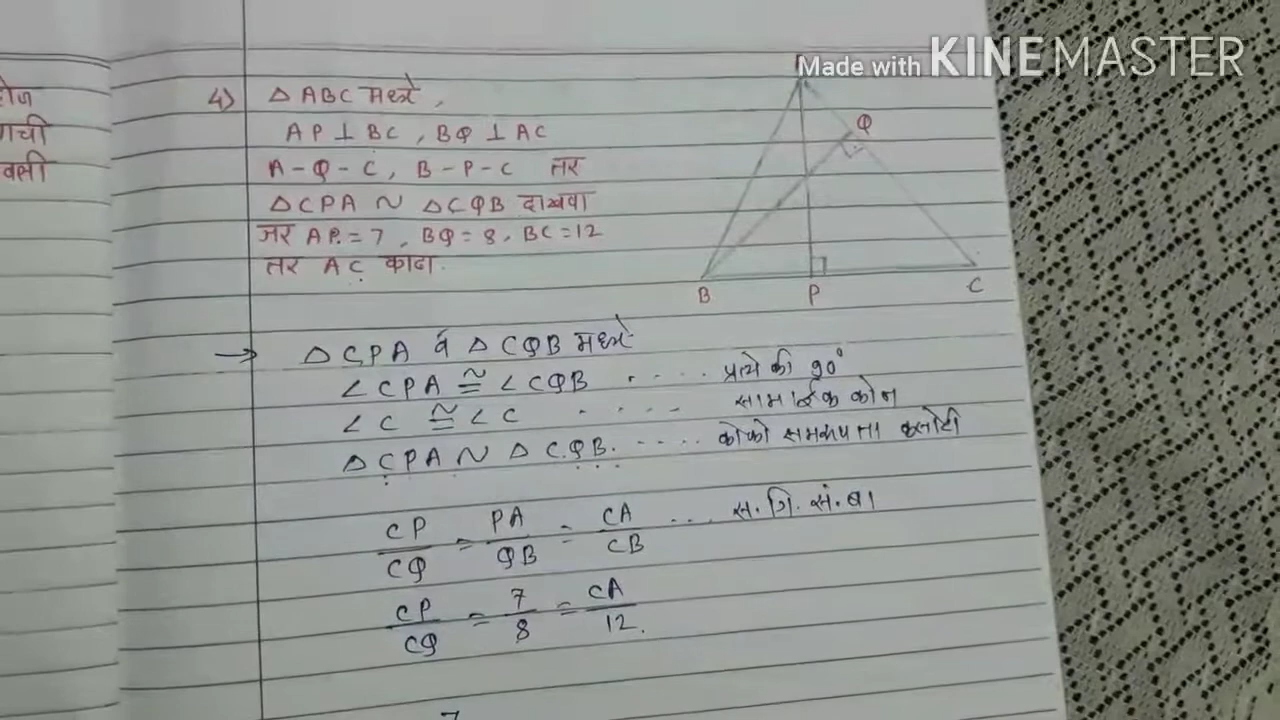 Made with KINEMASTER
4) △ ABC मध्ये,
AP ⊥ BC , BQ ⊥ AC
A - Q - C, B - P - C तर
△CPA ~ △CQB दाखवा
जर AP = 7 , BQ = 8, BC = 12
तर AC काढा.
Q
B
P
C
→ △ CPA व △ CQB मध्ये
∠ CPA ≅ ∠ CQB ..... प्रत्येकी 90°
∠ C ≅ ∠ C ..... सामाईक कोन
△ CPA ~ △ CQB. ..... कोको समरूपता कसोटी
CP/CQ = PA/QB = CA/CB ... स.त्रि.सं.बा
CP/CQ = 7/8 = CA/12.